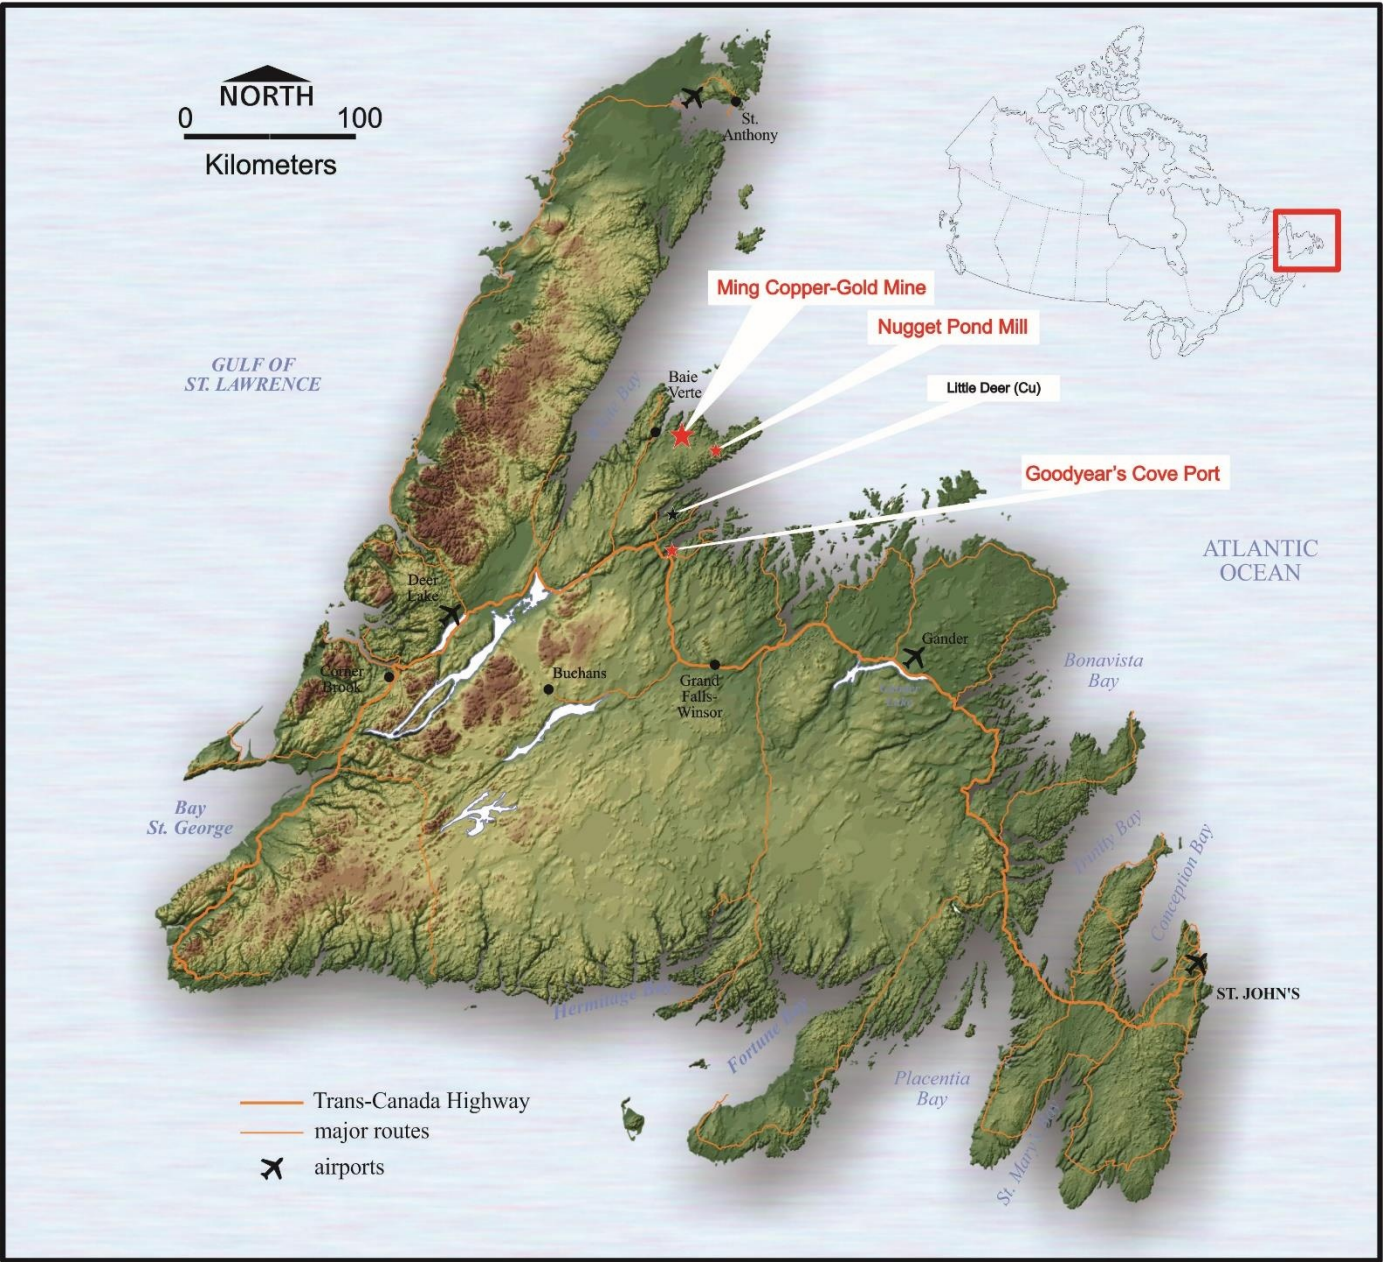 NORTH
0 100
Kilometers
St.
Anthony
Ming Copper-Gold Mine
Nugget Pond Mill
GULF OF
ST. LAWRENCE
Baie
Verte
Little Deer (Cu)
Bay
Goodyear's Cove Port
ATLANTIC
OCEAN
Deer
Lake
Gander
Bonavista
Bay
Corner
Brook
Buchans
Grand
Falls-
Winsor
Bay
St. George
Trinity Bay
Conception Bay
ST. JOHN'S
Hermitage Bay
Fortune Bay
Placentia
Bay
St. Mary
Trans-Canada Highway
major routes
airports